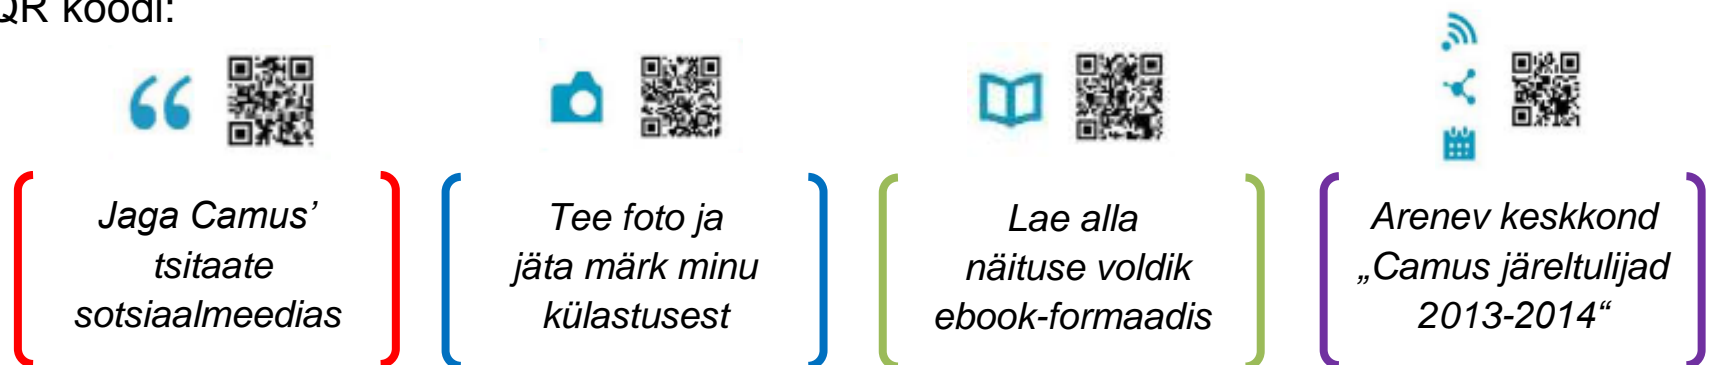 QR koodi:
Jaga Camus’
tsitaate
sotsiaalmeedias
Tee foto ja
jäta märk minu
külastusest
Lae alla
näituse voldik
ebook-formaadis
Arenev keskkond
„Camus järeltulijad
2013-2014“